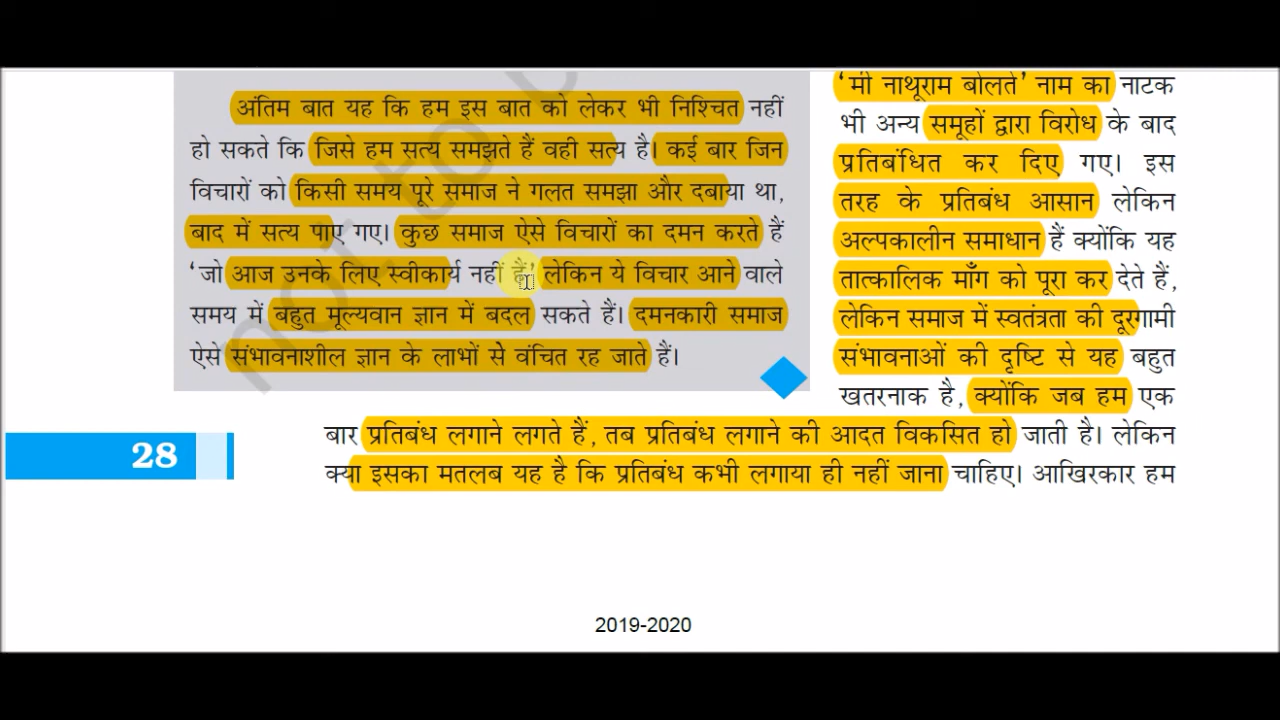 अंतिम बात यह कि हम इस बात को लेकर भी निश्चित नहीं
हो सकते कि जिसे हम सत्य समझते हैं वही सत्य है। कई बार जिन
विचारों को किसी समय पूरे समाज ने गलत समझा और दबाया था,
बाद में सत्य पाए गए। कुछ समाज ऐसे विचारों का दमन करते हैं
‘जो आज उनके लिए स्वीकार्य नहीं हैं’ लेकिन ये विचार आने वाले
समय में बहुत मूल्यवान ज्ञान में बदल सकते हैं। दमनकारी समाज
ऐसे संभावनाशील ज्ञान के लाभों से वंचित रह जाते हैं।
‘मी नाथूराम बोलते’ नाम का नाटक
भी अन्य समूहों द्वारा विरोध के बाद
प्रतिबंधित कर दिए गए। इस
तरह के प्रतिबंध आसान लेकिन
अल्पकालीन समाधान हैं क्योंकि यह
तात्कालिक माँग को पूरा कर देते हैं,
लेकिन समाज में स्वतंत्रता की दूरगामी
संभावनाओं की दृष्टि से यह बहुत
खतरनाक है, क्योंकि जब हम एक
बार प्रतिबंध लगाने लगते हैं, तब प्रतिबंध लगाने की आदत विकसित हो जाती है। लेकिन
क्या इसका मतलब यह है कि प्रतिबंध कभी लगाया ही नहीं जाना चाहिए। आखिरकार हम
28
not to b
2019-2020